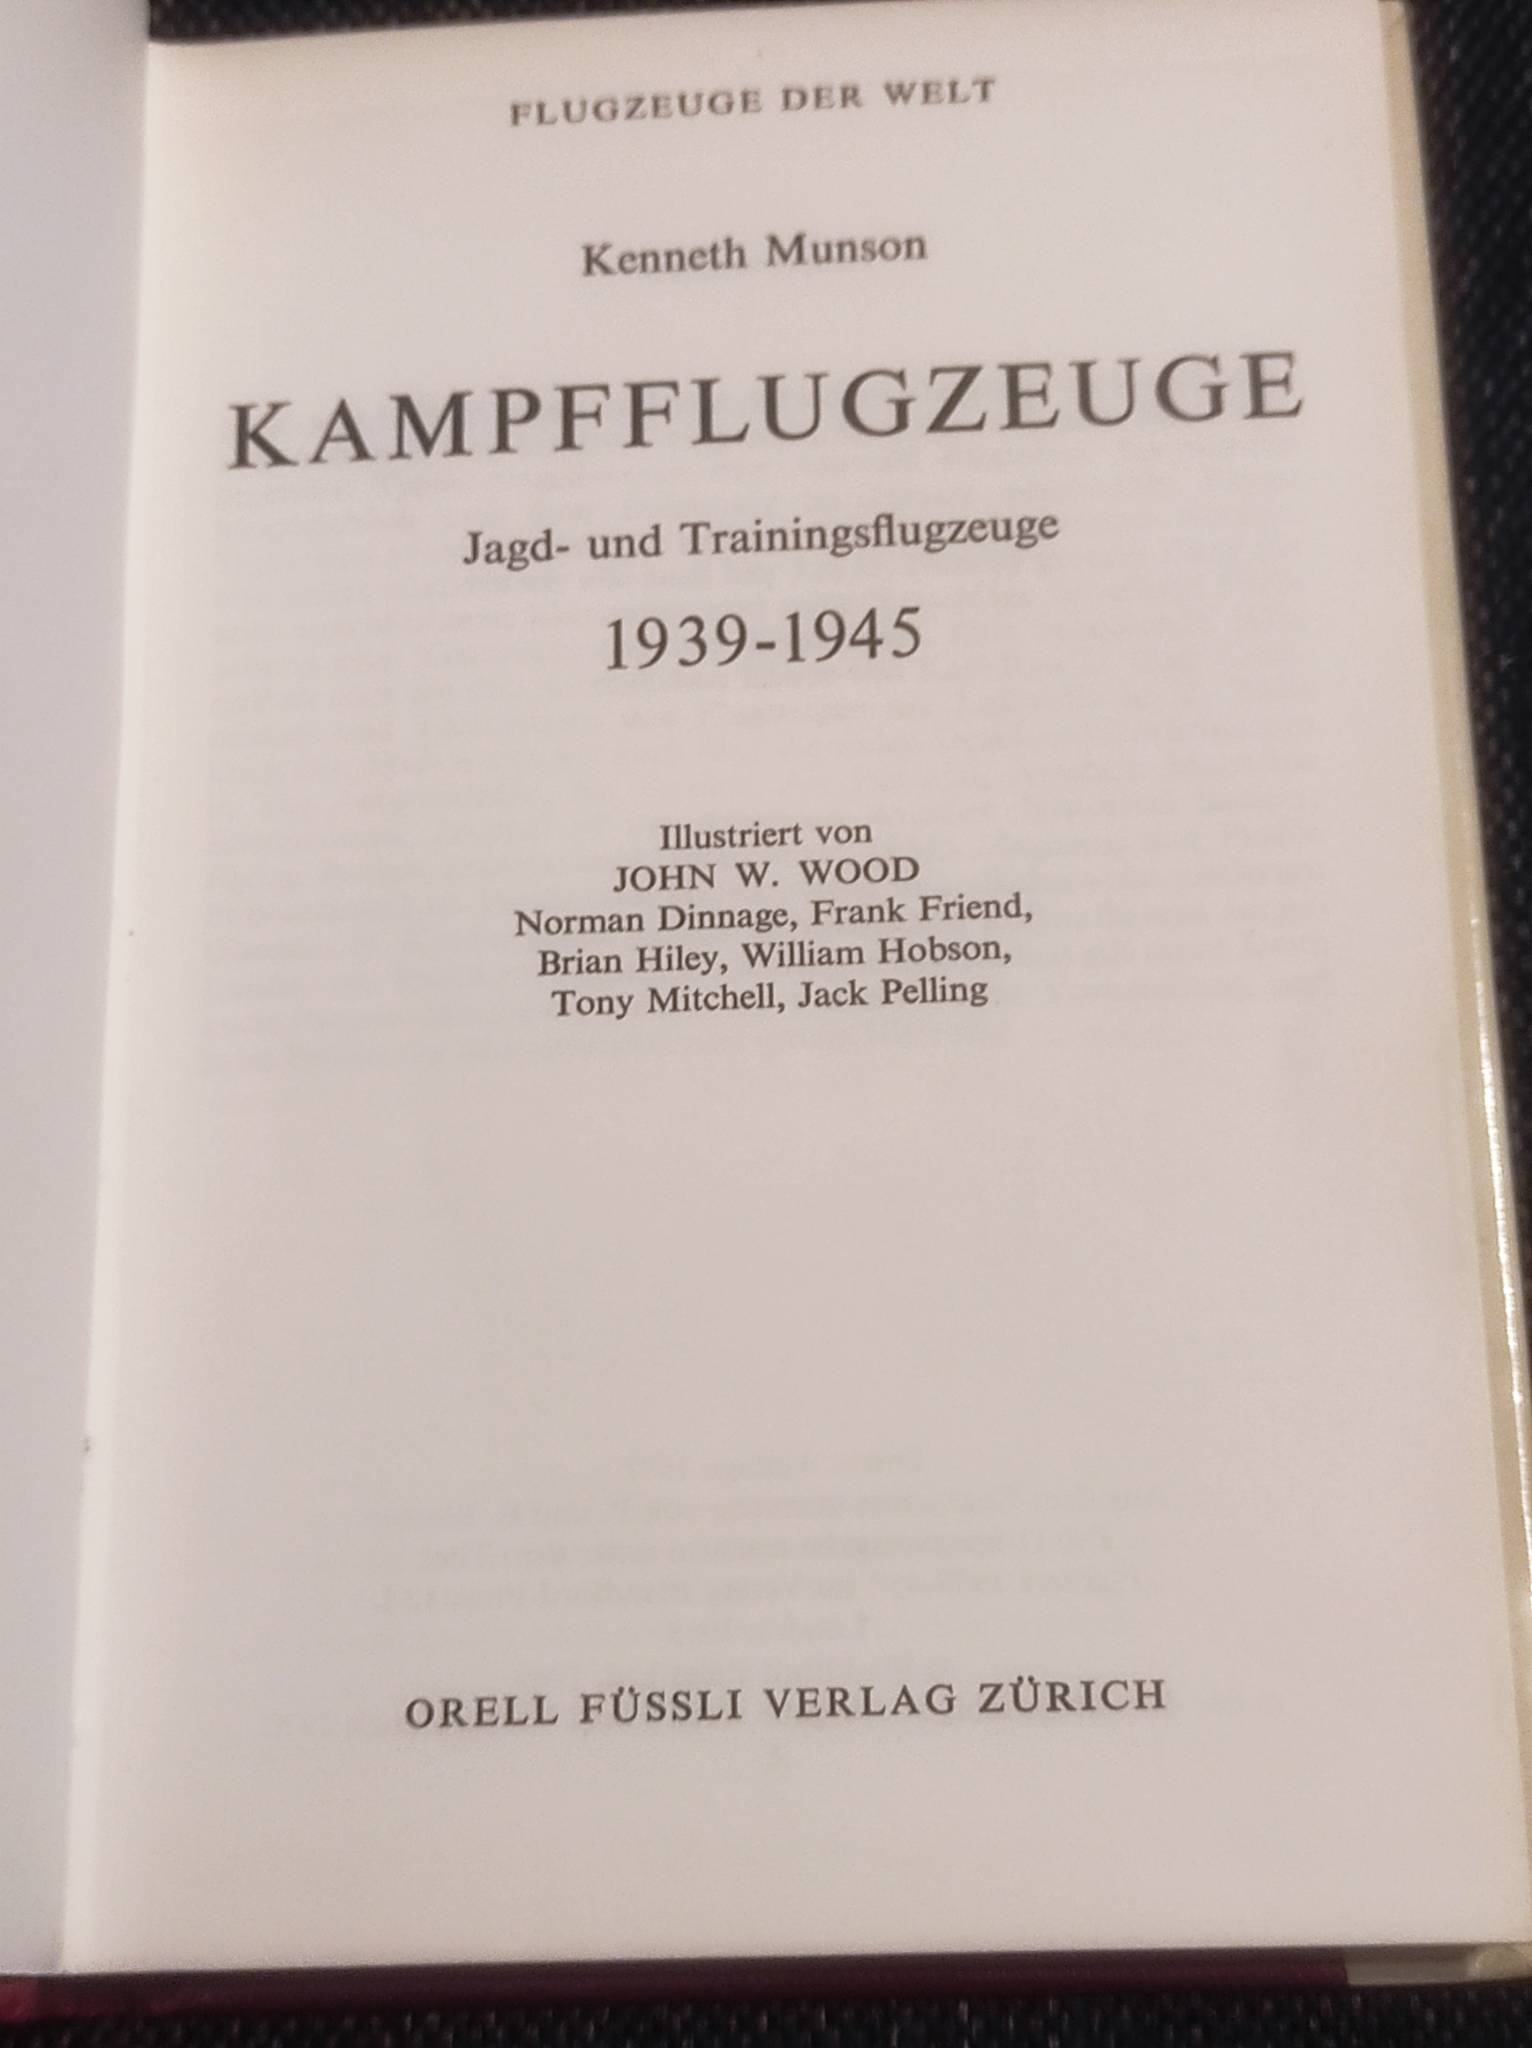 FLUGZEUGE DER WELT
Kenneth Munson
KAMPFFLUGZEUGE
Jagd- und Trainingsflugzeuge
1939-1945
Illustriert von
JOHN W. WOOD
Norman Dinnage, Frank Friend,
Brian Hiley, William Hobson,
Tony Mitchell, Jack Pelling
ORELL FÜSSLI VERLAG ZÜRICH